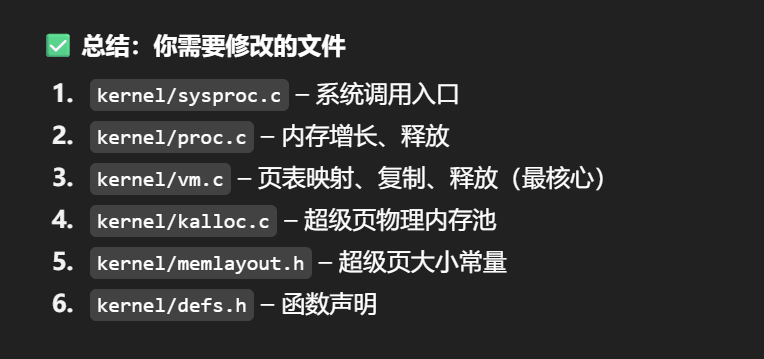 ✅ 总结：你需要修改的文件
1. kernel/sysproc.c – 系统调用入口
2. kernel/proc.c – 内存增长、释放
3. kernel/vm.c – 页表映射、复制、释放（最核心）
4. kernel/kalloc.c – 超级页物理内存池
5. kernel/memlayout.h – 超级页大小常量
6. kernel/defs.h – 函数声明